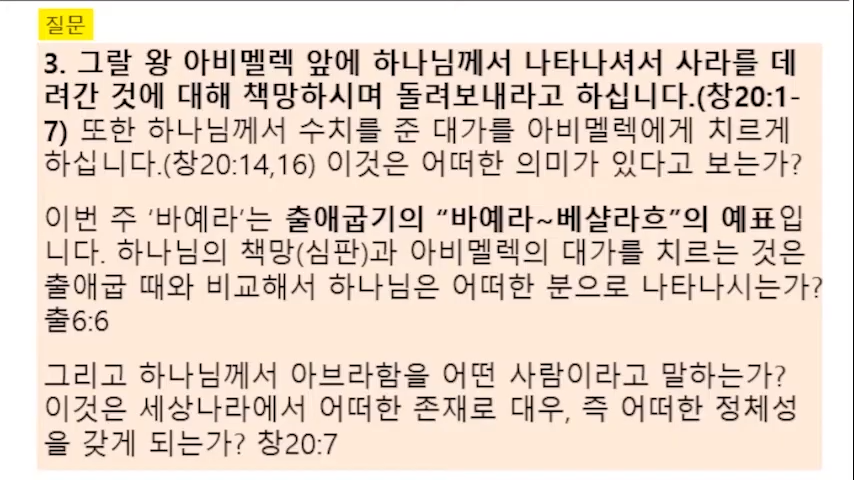 질문
3. 그랄 왕 아비멜렉 앞에 하나님께서 나타나셔서 사라를 데
려간 것에 대해 책망하시며 돌려보내라고 하십니다.(창20:1-
7) 또한 하나님께서 수치를 준 대가를 아비멜렉에게 치르게
하십니다.(창20:14,16) 이것은 어떠한 의미가 있다고 보는가?
이번 주 ‘바예라’는 출애굽기의 “바예라~베샬라흐”의 예표입
니다. 하나님의 책망(심판)과 아비멜렉의 대가를 치르는 것은
출애굽 때와 비교해서 하나님은 어떠한 분으로 나타나시는가?
출6:6
그리고 하나님께서 아브라함을 어떤 사람이라고 말하는가?
이것은 세상나라에서 어떠한 존재로 대우, 즉 어떠한 정체성
을 갖게 되는가? 창20:7